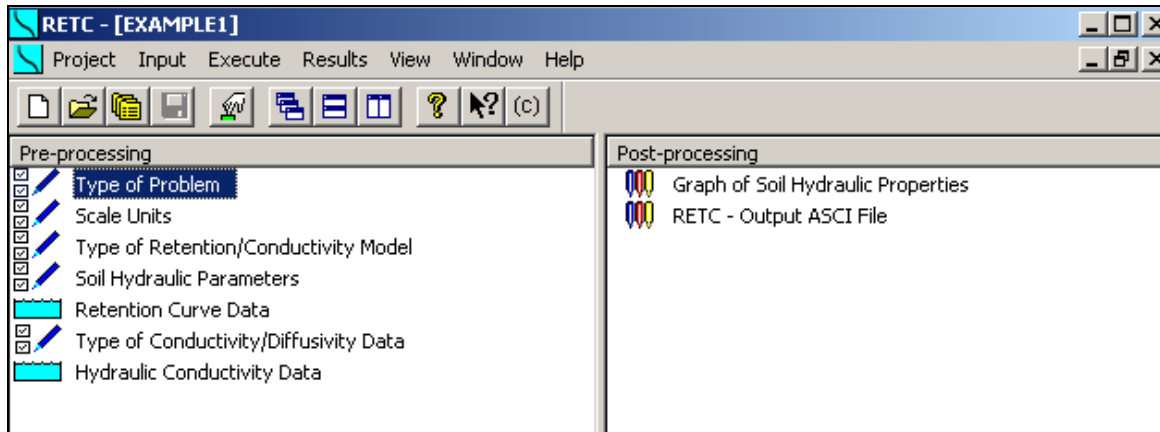 RETC - [EXAMPLE1]
Project Input Execute Results View Window Help
? ? (c)
Pre-processing
Type of Problem
Scale Units
Type of Retention/Conductivity Model
Soil Hydraulic Parameters
Retention Curve Data
Type of Conductivity/Diffusivity Data
Hydraulic Conductivity Data
Post-processing
Graph of Soil Hydraulic Properties
RETC - Output ASCI File